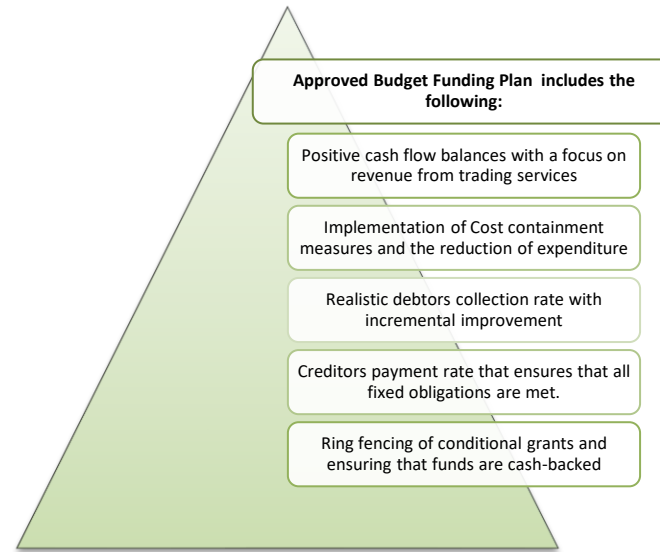 Approved Budget Funding Plan includes the
following:
Positive cash flow balances with a focus on
revenue from trading services
Implementation of Cost containment
measures and the reduction of expenditure
Realistic debtors collection rate with
incremental improvement
Creditors payment rate that ensures that all
fixed obligations are met.
Ring fencing of conditional grants and
ensuring that funds are cash-backed